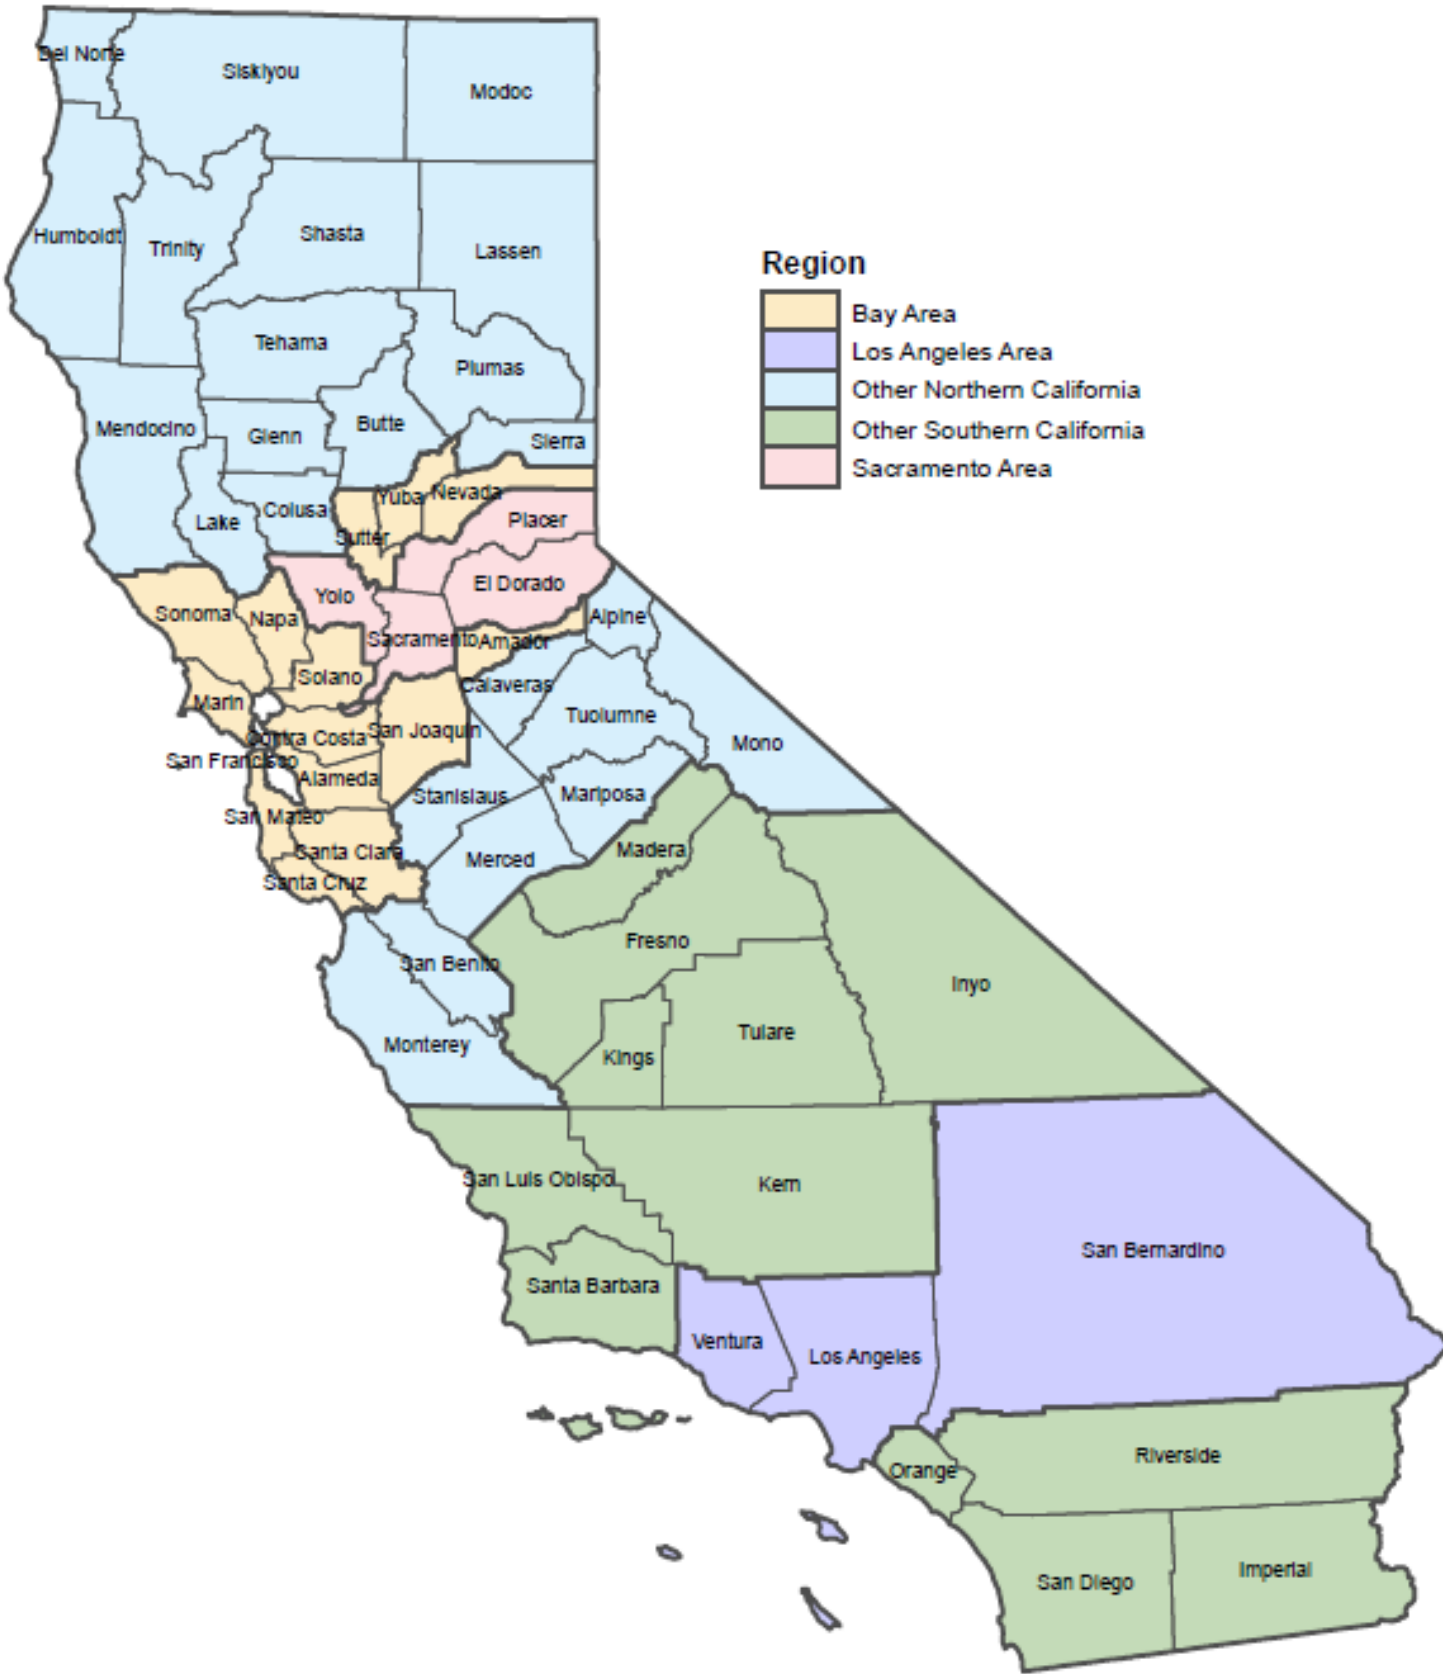 Del Norte
Siskiyou
Modoc
Humboldt
Trinity
Shasta
Lassen
Region
Bay Area
Los Angeles Area
Other Northern California
Other Southern California
Sacramento Area
Tehama
Plumas
Mendocino
Glenn
Butte
Sierra
Lake
Colusa
Yuba
Nevada
Sutter
Placer
Yolo
El Dorado
Sonoma
Napa
Sacramento
Amador
Alpine
Solano
Marin
Calaveras
Contra Costa
San Joaquin
Tuolumne
Mono
San Francisco
Alameda
Stanislaus
Mariposa
San Mateo
Santa Clara
Merced
Madera
Santa Cruz
Fresno
San Benito
Inyo
Monterey
Kings
Tulare
San Luis Obispo
Kern
San Bernardino
Santa Barbara
Ventura
Los Angeles
Orange
Riverside
San Diego
Imperial